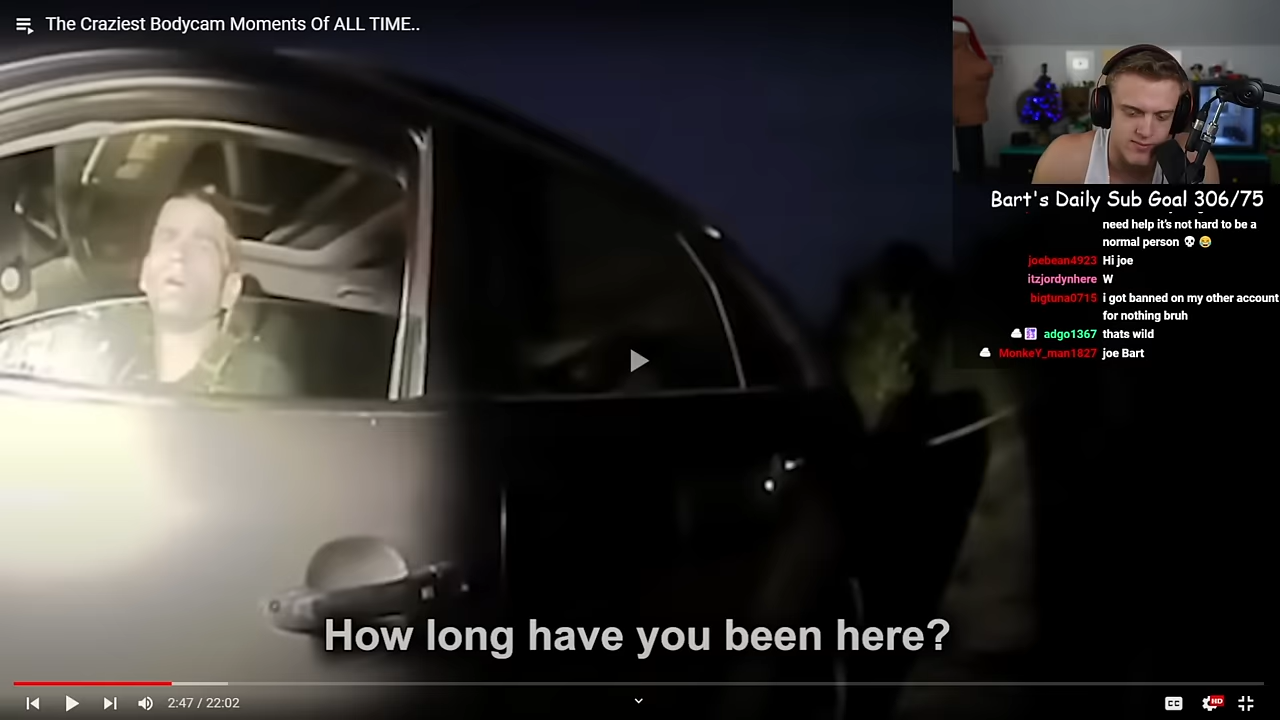 The Craziest Bodycam Moments Of ALL TIME..
Bart's Daily Sub Goal 306/75
need help it's not hard to be a
normal person 💀 😂
joebean4923 Hi joe
itzjordynhere W
bigtuna0715 i got banned on my other account
for nothing bruh
adgo1367 thats wild
MonkeY_man1827 joe Bart
How long have you been here?
2:47 / 22:02
CC
HD